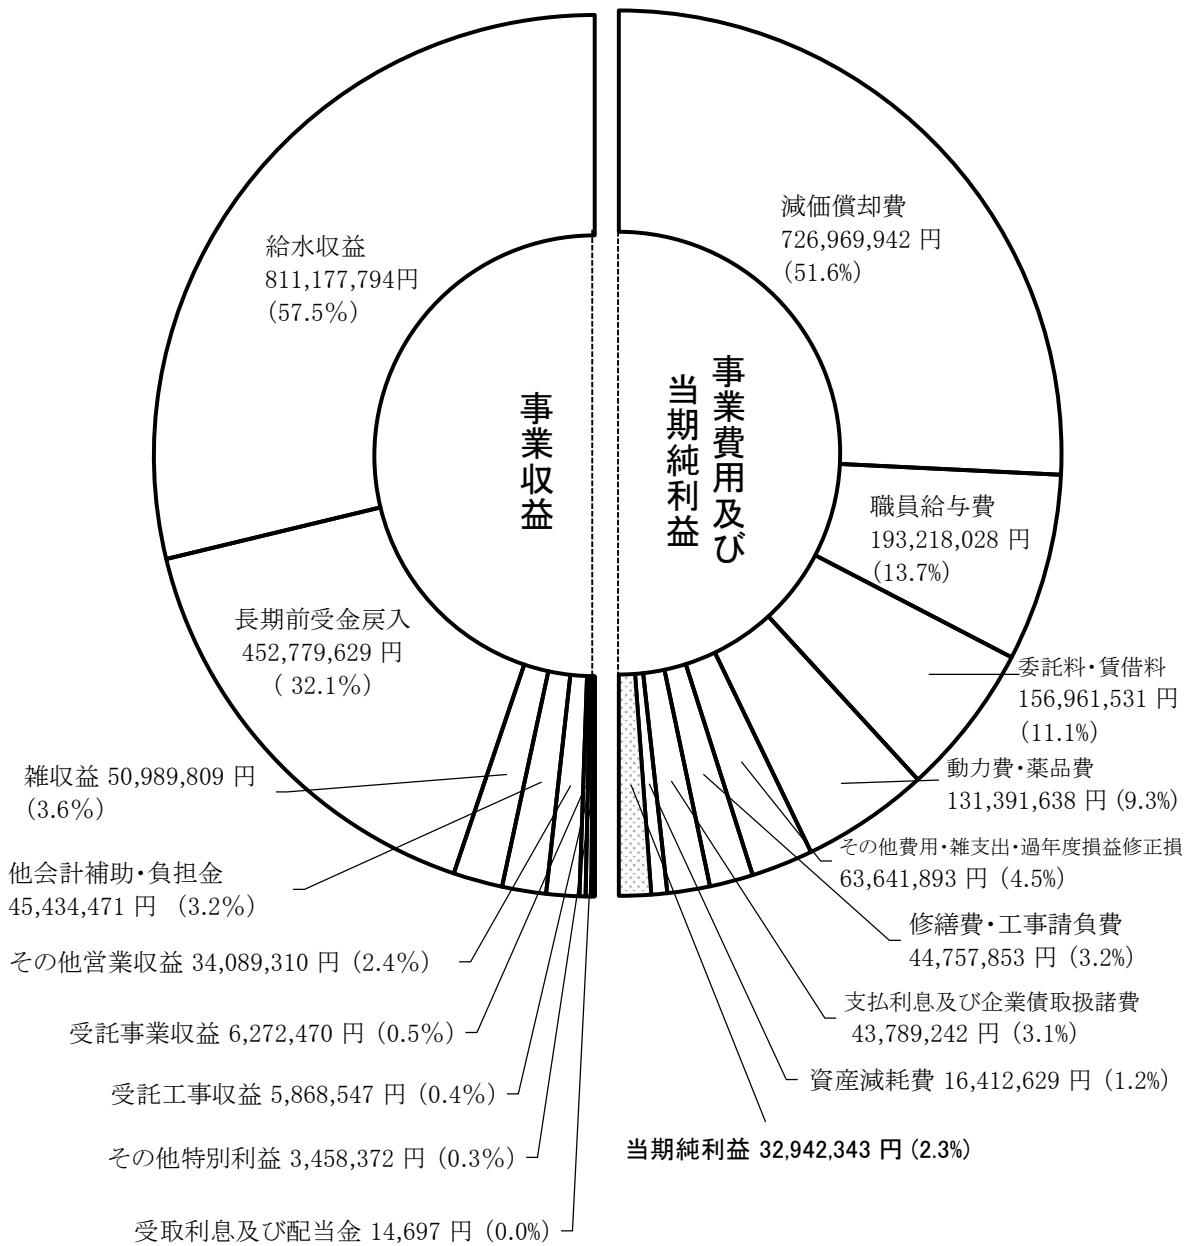 事業収益
給水収益
811,177,794円
(57.5%)
長期前受金戻入
452,779,629 円
( 32.1%)
雑収益 50,989,809 円
(3.6%)
他会計補助・負担金
45,434,471 円 (3.2%)
その他営業収益 34,089,310 円 (2.4%)
受託事業収益 6,272,470 円 (0.5%)
受託工事収益 5,868,547 円 (0.4%)
その他特別利益 3,458,372 円 (0.3%)
受取利息及び配当金 14,697 円 (0.0%)
事業費用及び
当期純利益
減価償却費
726,969,942 円
(51.6%)
職員給与費
193,218,028 円
(13.7%)
委託料・賃借料
156,961,531 円
(11.1%)
動力費・薬品費
131,391,638 円 (9.3%)
その他費用・雑支出・過年度損益修正損
63,641,893 円 (4.5%)
修繕費・工事請負費
44,757,853 円 (3.2%)
支払利息及び企業債取扱諸費
43,789,242 円 (3.1%)
資産減耗費 16,412,629 円 (1.2%)
当期純利益 32,942,343 円 (2.3%)